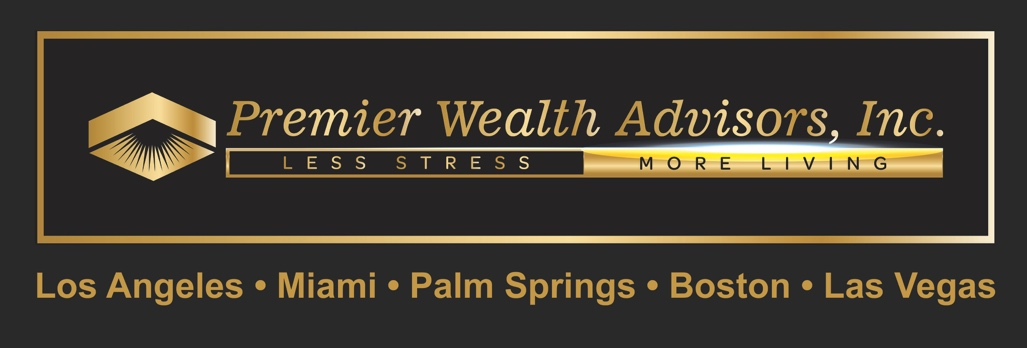 Premier Wealth Advisors, Inc.
LESS STRESS MORE LIVING
Los Angeles • Miami • Palm Springs • Boston • Las Vegas